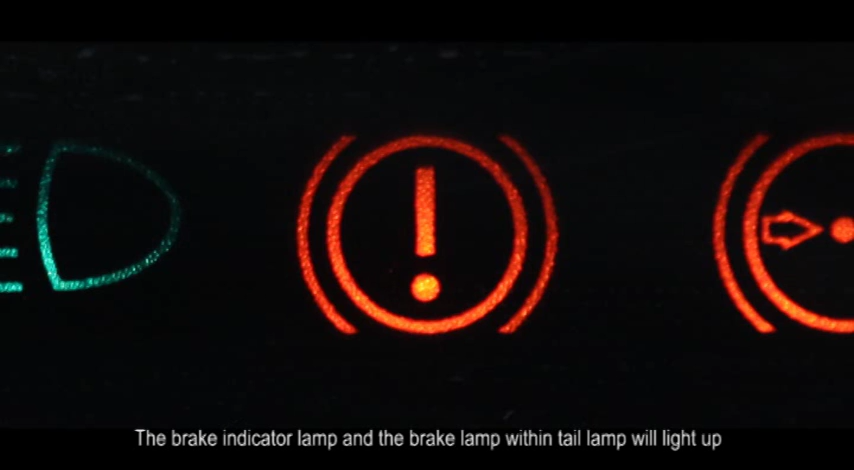 The brake indicator lamp and the brake lamp within tail lamp will light up